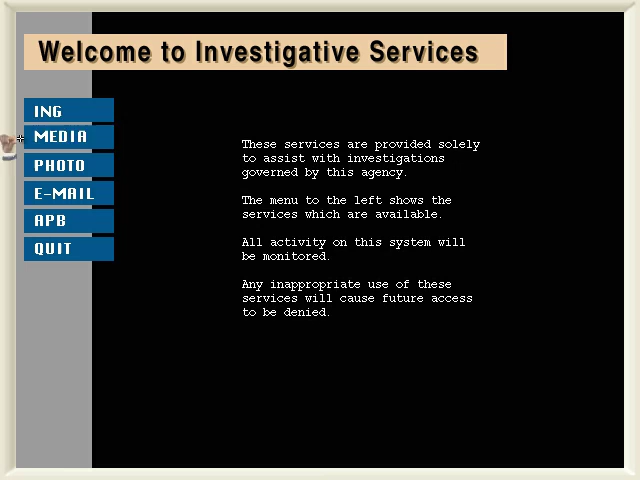 Welcome to Investigative Services
ING
MEDIA
PHOTO
E-MAIL
APB
QUIT
These services are provided solely
to assist with investigations
governed by this agency.
The menu to the left shows the
services which are available.
All activity on this system will
be monitored.
Any inappropriate use of these
services will cause future access
to be denied.